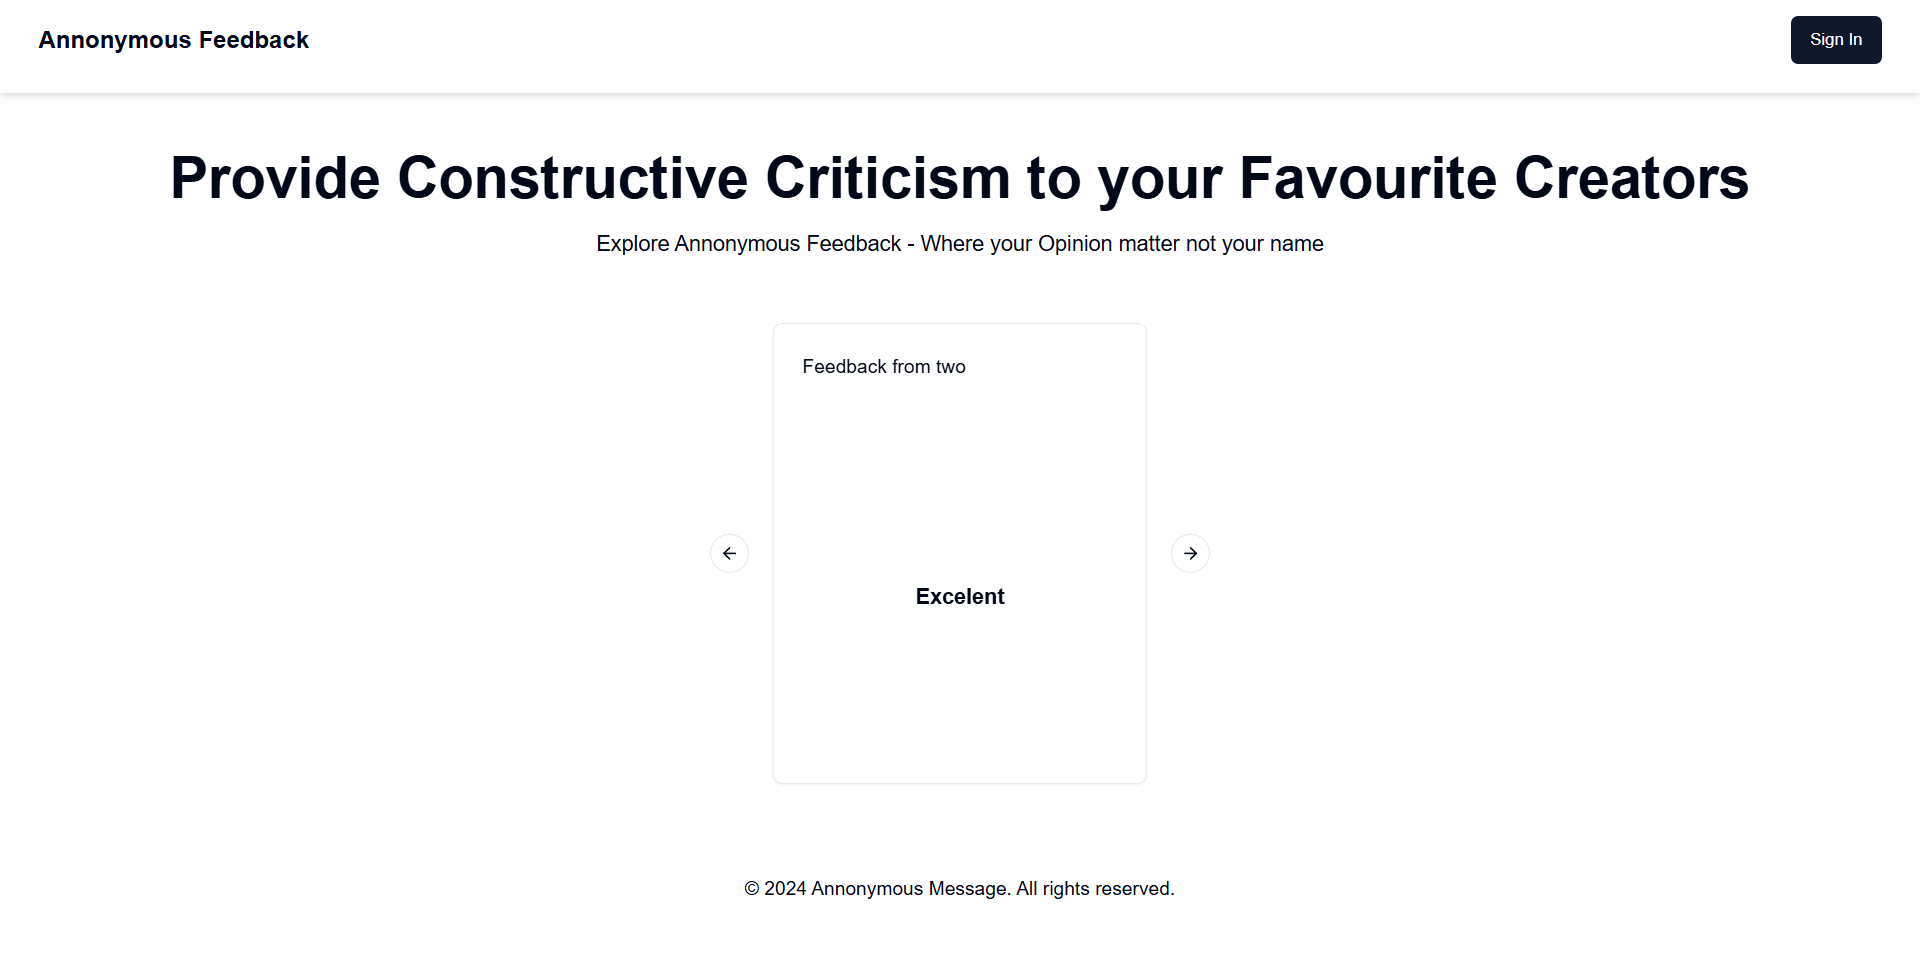 Annonymous Feedback
Sign In
Provide Constructive Criticism to your Favourite Creators
Explore Annonymous Feedback - Where your Opinion matter not your name
Feedback from two
Excelent
© 2024 Annonymous Message. All rights reserved.